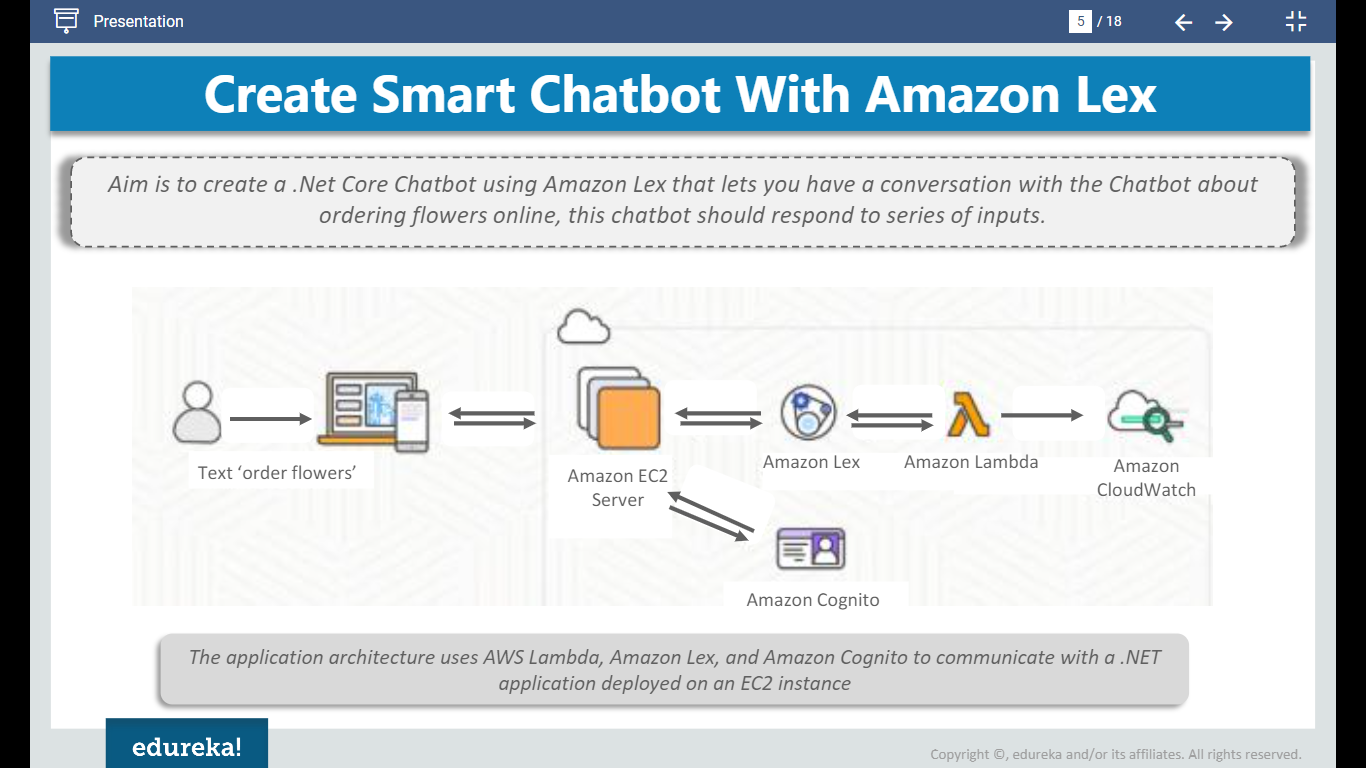 Presentation
5 / 18
Create Smart Chatbot With Amazon Lex
Aim is to create a .Net Core Chatbot using Amazon Lex that lets you have a conversation with the Chatbot about
ordering flowers online, this chatbot should respond to series of inputs.
Text ‘order flowers’
Amazon EC2
Server
Amazon Lex
Amazon Lambda
Amazon
CloudWatch
Amazon Cognito
The application architecture uses AWS Lambda, Amazon Lex, and Amazon Cognito to communicate with a .NET
application deployed on an EC2 instance
edureka!
Copyright ©, edureka and/or its affiliates. All rights reserved.